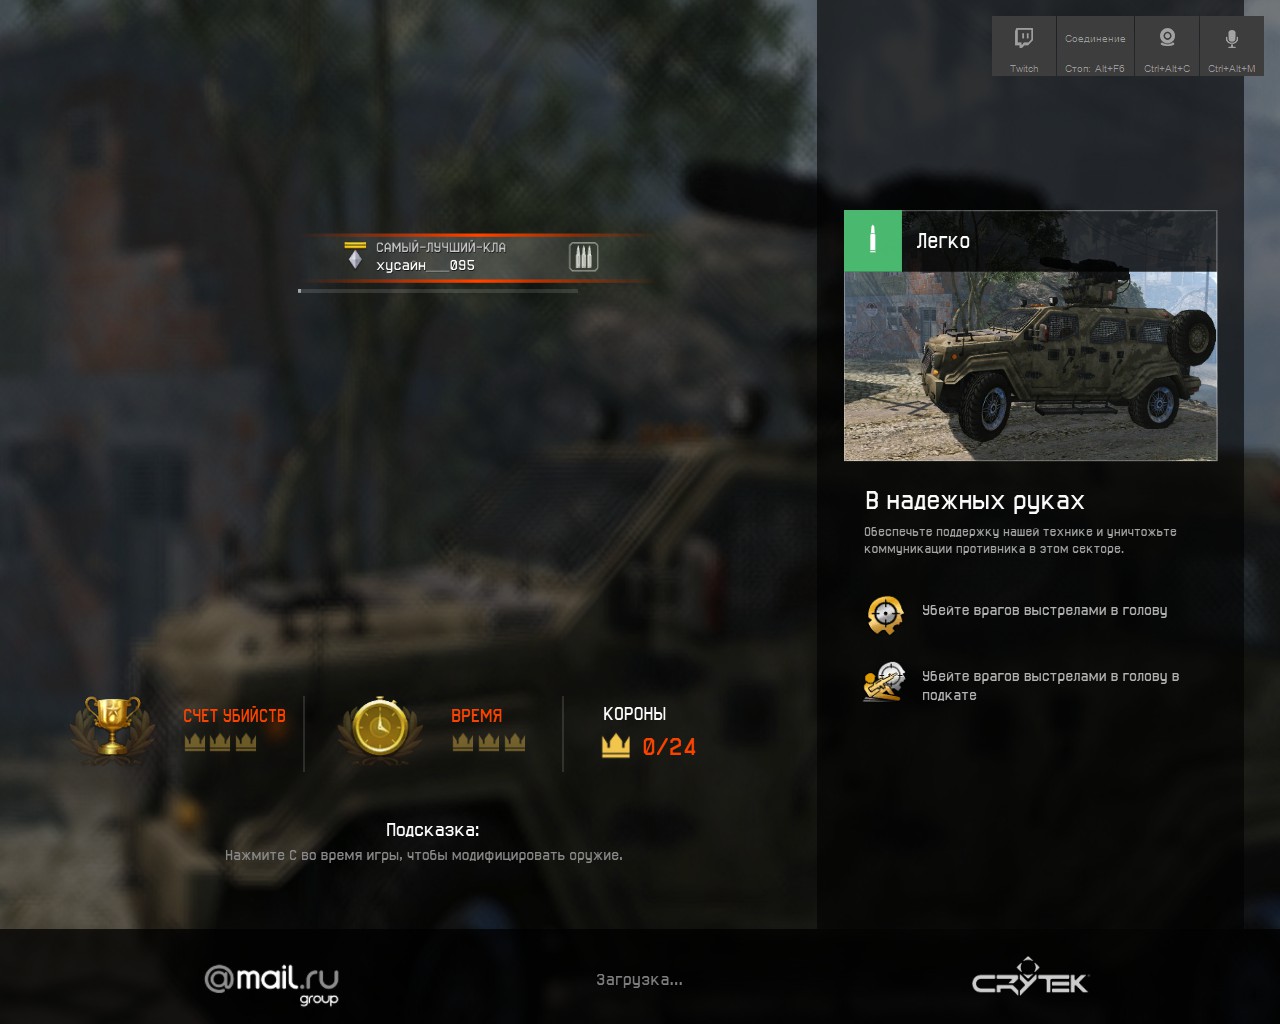 Соединение
Twitch
Стоп: Alt+F6
Ctrl+Alt+C
Ctrl+Alt+M
Легко
САМЫЙ-ЛУЧШИЙ-КЛА
хусайн___095
В надежных руках
Обеспечьте поддержку нашей технике и уничтожьте
коммуникации противника в этом секторе.
Убейте врагов выстрелами в голову
Убейте врагов выстрелами в голову в
подкате
СЧЕТ УБИЙСТВ
ВРЕМЯ
КОРОНЫ
0/24
Подсказка:
Нажмите С во время игры, чтобы модифицировать оружие.
@mail.ru
group
Загрузка...
CRYTEK